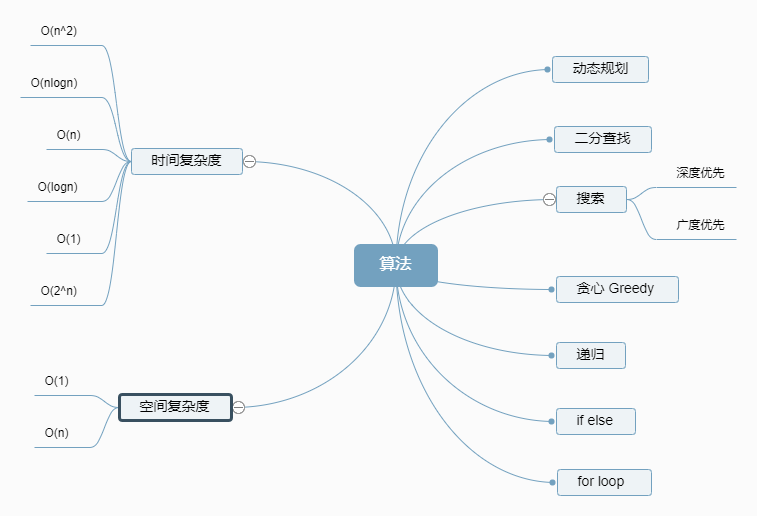 算法
时间复杂度
O(n^2)
O(nlogn)
O(n)
O(logn)
O(1)
O(2^n)
空间复杂度
O(1)
O(n)
动态规划
二分查找
搜索
深度优先
广度优先
贪心 Greedy
递归
if else
for loop